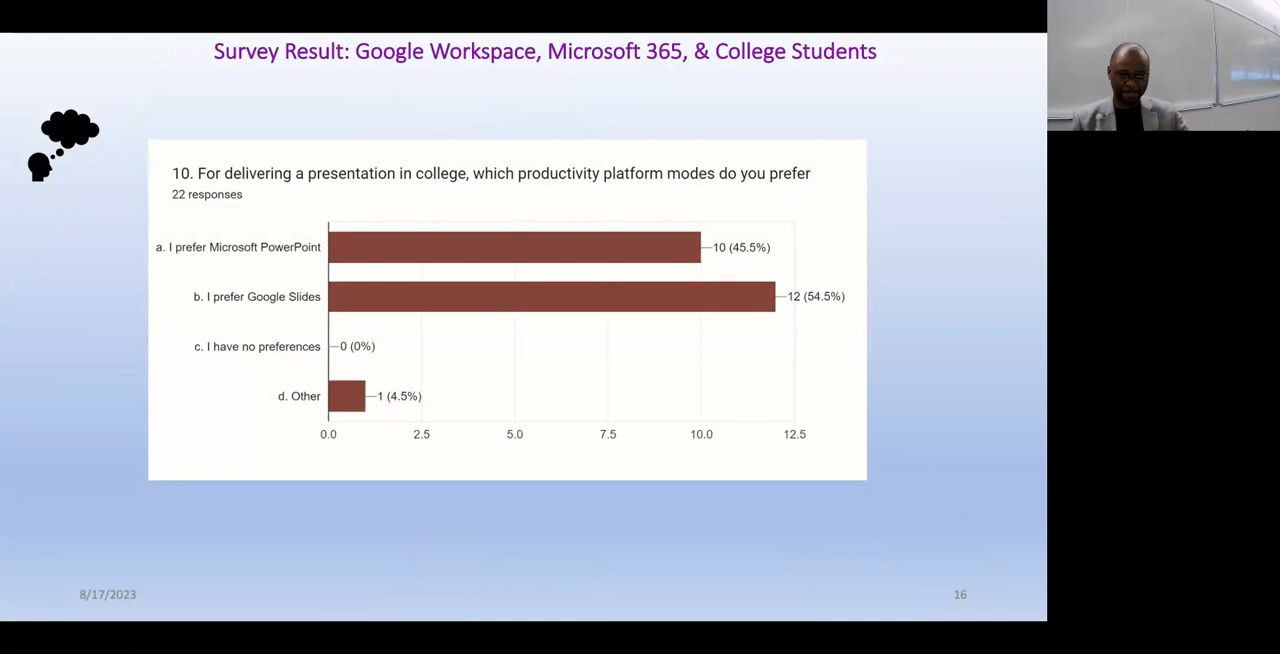 Survey Result: Google Workspace, Microsoft 365, & College Students
10. For delivering a presentation in college, which productivity platform modes do you prefer
22 responses
a. I prefer Microsoft PowerPoint
10 (45.5%)
b. I prefer Google Slides
12 (54.5%)
c. I have no preferences
0 (0%)
d. Other
1 (4.5%)
0.0 2.5 5.0 7.5 10.0 12.5
8/17/2023
16